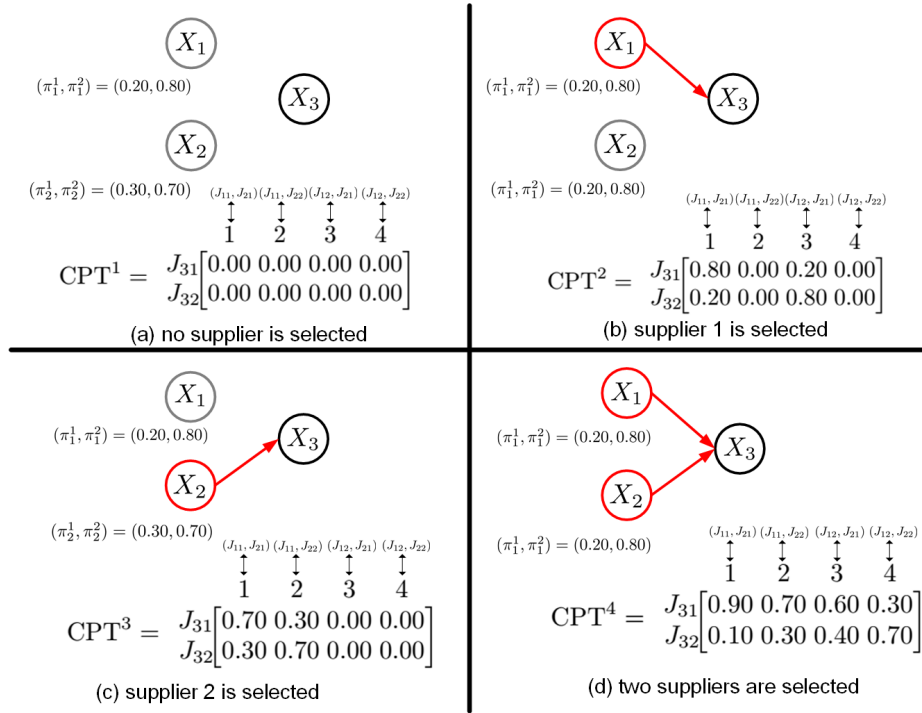 X₁
(π₁¹, π₁²) = (0.20, 0.80)
X₃
X₂
(π₂¹, π₂²) = (0.30, 0.70)
(J₁₁, J₂₁) (J₁₁, J₂₂) (J₁₂, J₂₁) (J₁₂, J₂₂)
1 2 3 4
CPT¹ =
J₃₁ [0.00 0.00 0.00 0.00]
J₃₂ [0.00 0.00 0.00 0.00]
(a) no supplier is selected
X₁
(π₁¹, π₁²) = (0.20, 0.80)
X₃
X₂
(π₁¹, π₁²) = (0.20, 0.80)
(J₁₁, J₂₁) (J₁₁, J₂₂) (J₁₂, J₂₁) (J₁₂, J₂₂)
1 2 3 4
CPT² =
J₃₁ [0.80 0.00 0.20 0.00]
J₃₂ [0.20 0.00 0.80 0.00]
(b) supplier 1 is selected
X₁
(π₁¹, π₁²) = (0.20, 0.80)
X₃
X₂
(π₂¹, π₂²) = (0.30, 0.70)
(J₁₁, J₂₁) (J₁₁, J₂₂) (J₁₂, J₂₁) (J₁₂, J₂₂)
1 2 3 4
CPT³ =
J₃₁ [0.70 0.30 0.00 0.00]
J₃₂ [0.30 0.70 0.00 0.00]
(c) supplier 2 is selected
X₁
(π₁¹, π₁²) = (0.20, 0.80)
X₃
X₂
(π₁¹, π₁²) = (0.20, 0.80)
(J₁₁, J₂₁) (J₁₁, J₂₂) (J₁₂, J₂₁) (J₁₂, J₂₂)
1 2 3 4
CPT⁴ =
J₃₁ [0.90 0.70 0.60 0.30]
J₃₂ [0.10 0.30 0.40 0.70]
(d) two suppliers are selected